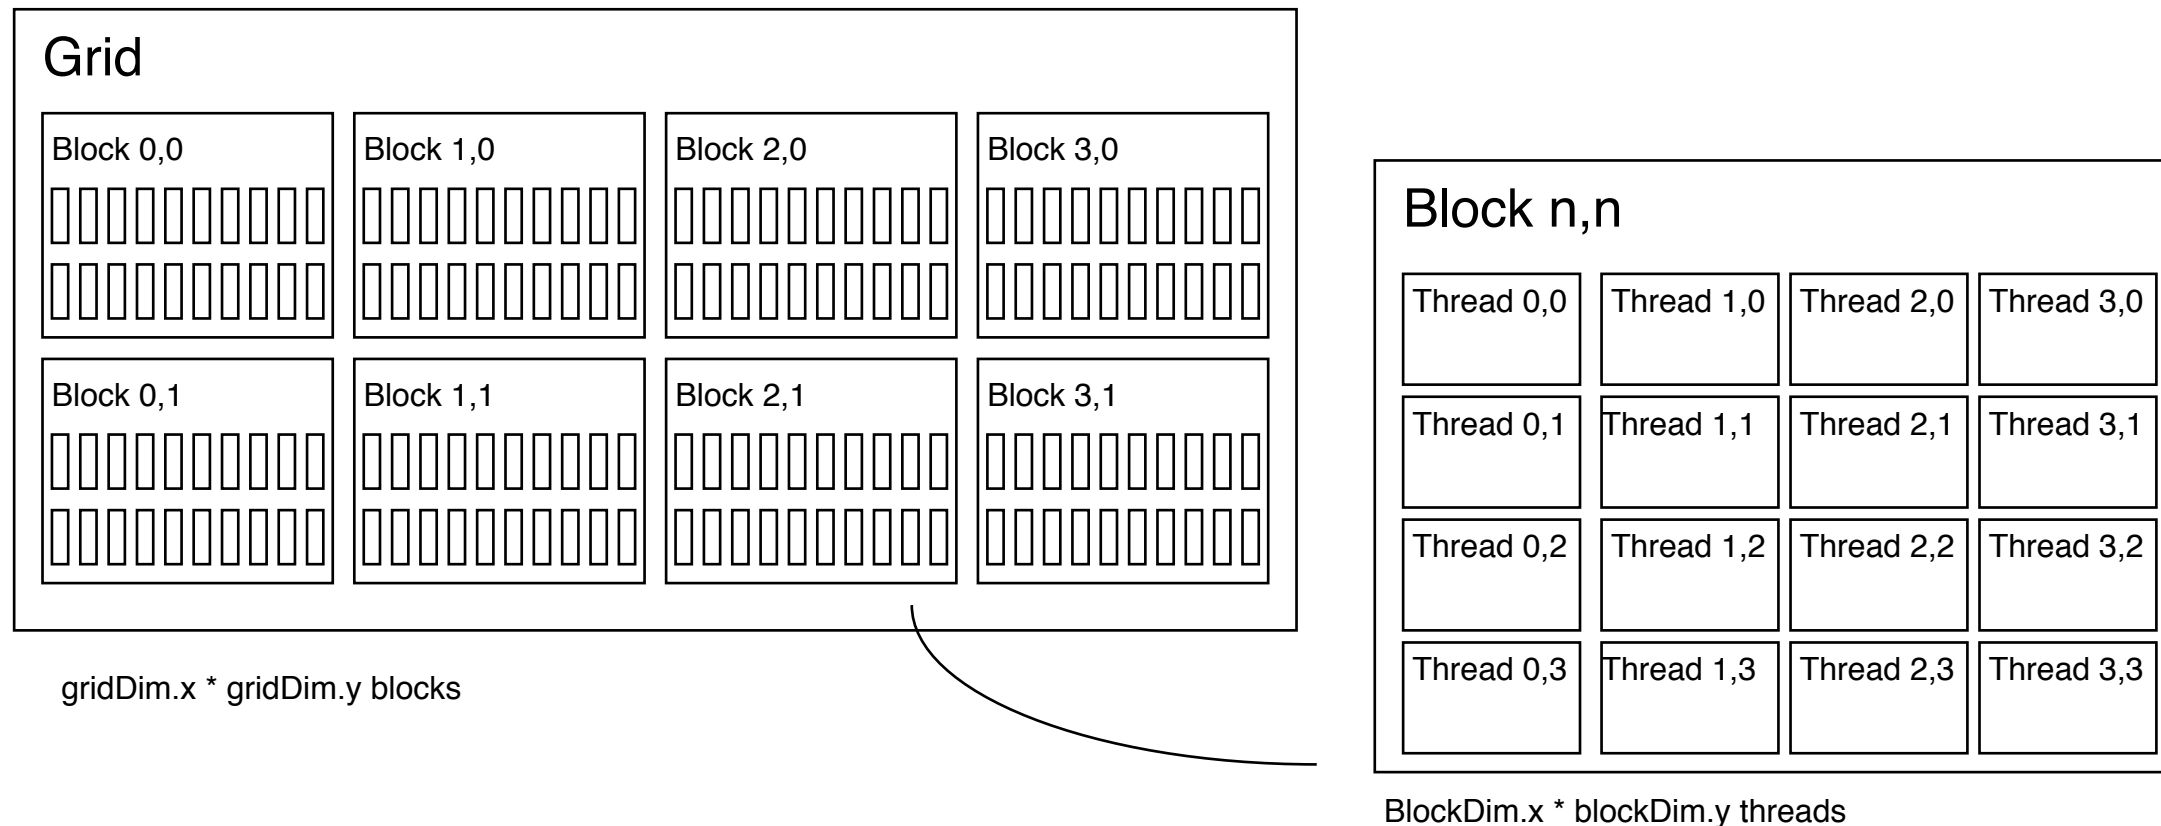 Grid
Block 0,0
Block 1,0
Block 2,0
Block 3,0
Block 0,1
Block 1,1
Block 2,1
Block 3,1
gridDim.x * gridDim.y blocks
Block n,n
Thread 0,0
Thread 1,0
Thread 2,0
Thread 3,0
Thread 0,1
Thread 1,1
Thread 2,1
Thread 3,1
Thread 0,2
Thread 1,2
Thread 2,2
Thread 3,2
Thread 0,3
Thread 1,3
Thread 2,3
Thread 3,3
BlockDim.x * blockDim.y threads